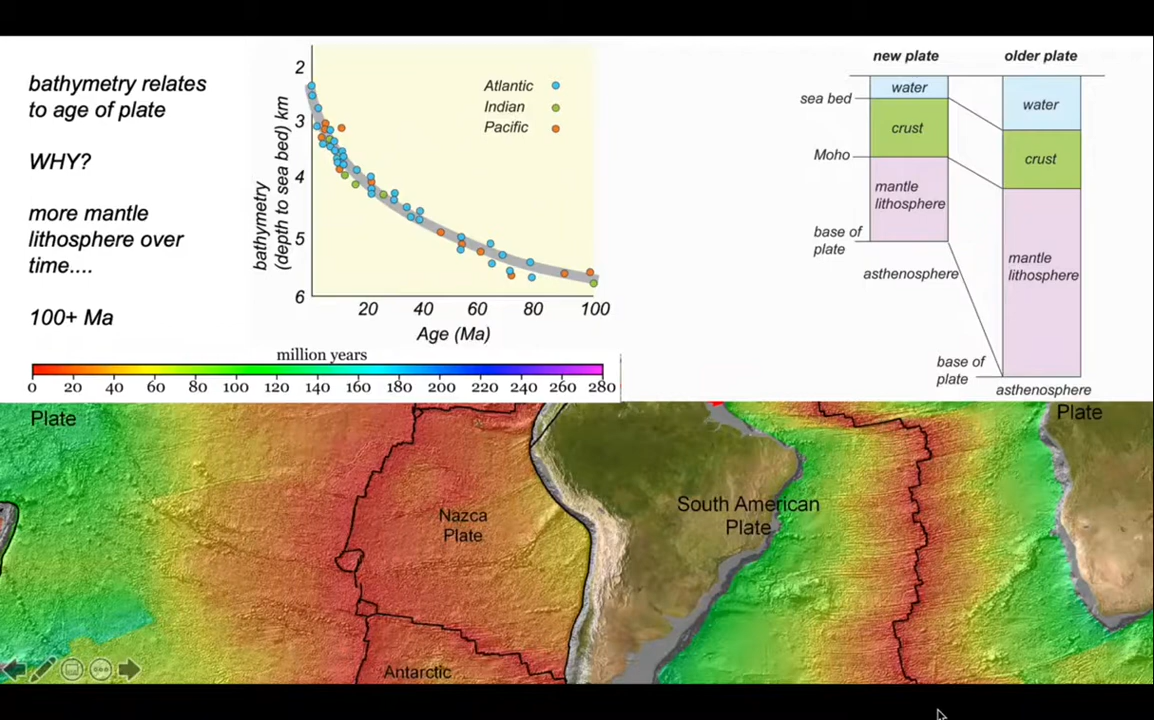 bathymetry relates
to age of plate
WHY?
more mantle
lithosphere over
time....
100+ Ma
bathymetry
(depth to sea bed) km
2
3
4
5
6
Atlantic
Indian
Pacific
20
40
60
80
100
Age (Ma)
new plate
older plate
water
water
sea bed
crust
crust
Moho
mantle
lithosphere
base of
plate
mantle
lithosphere
asthenosphere
base of
plate
asthenosphere
million years
0 20 40 60 80 100 120 140 160 180 200 220 240 260 280
Plate
Plate
South American
Plate
Nazca
Plate
Antarctic